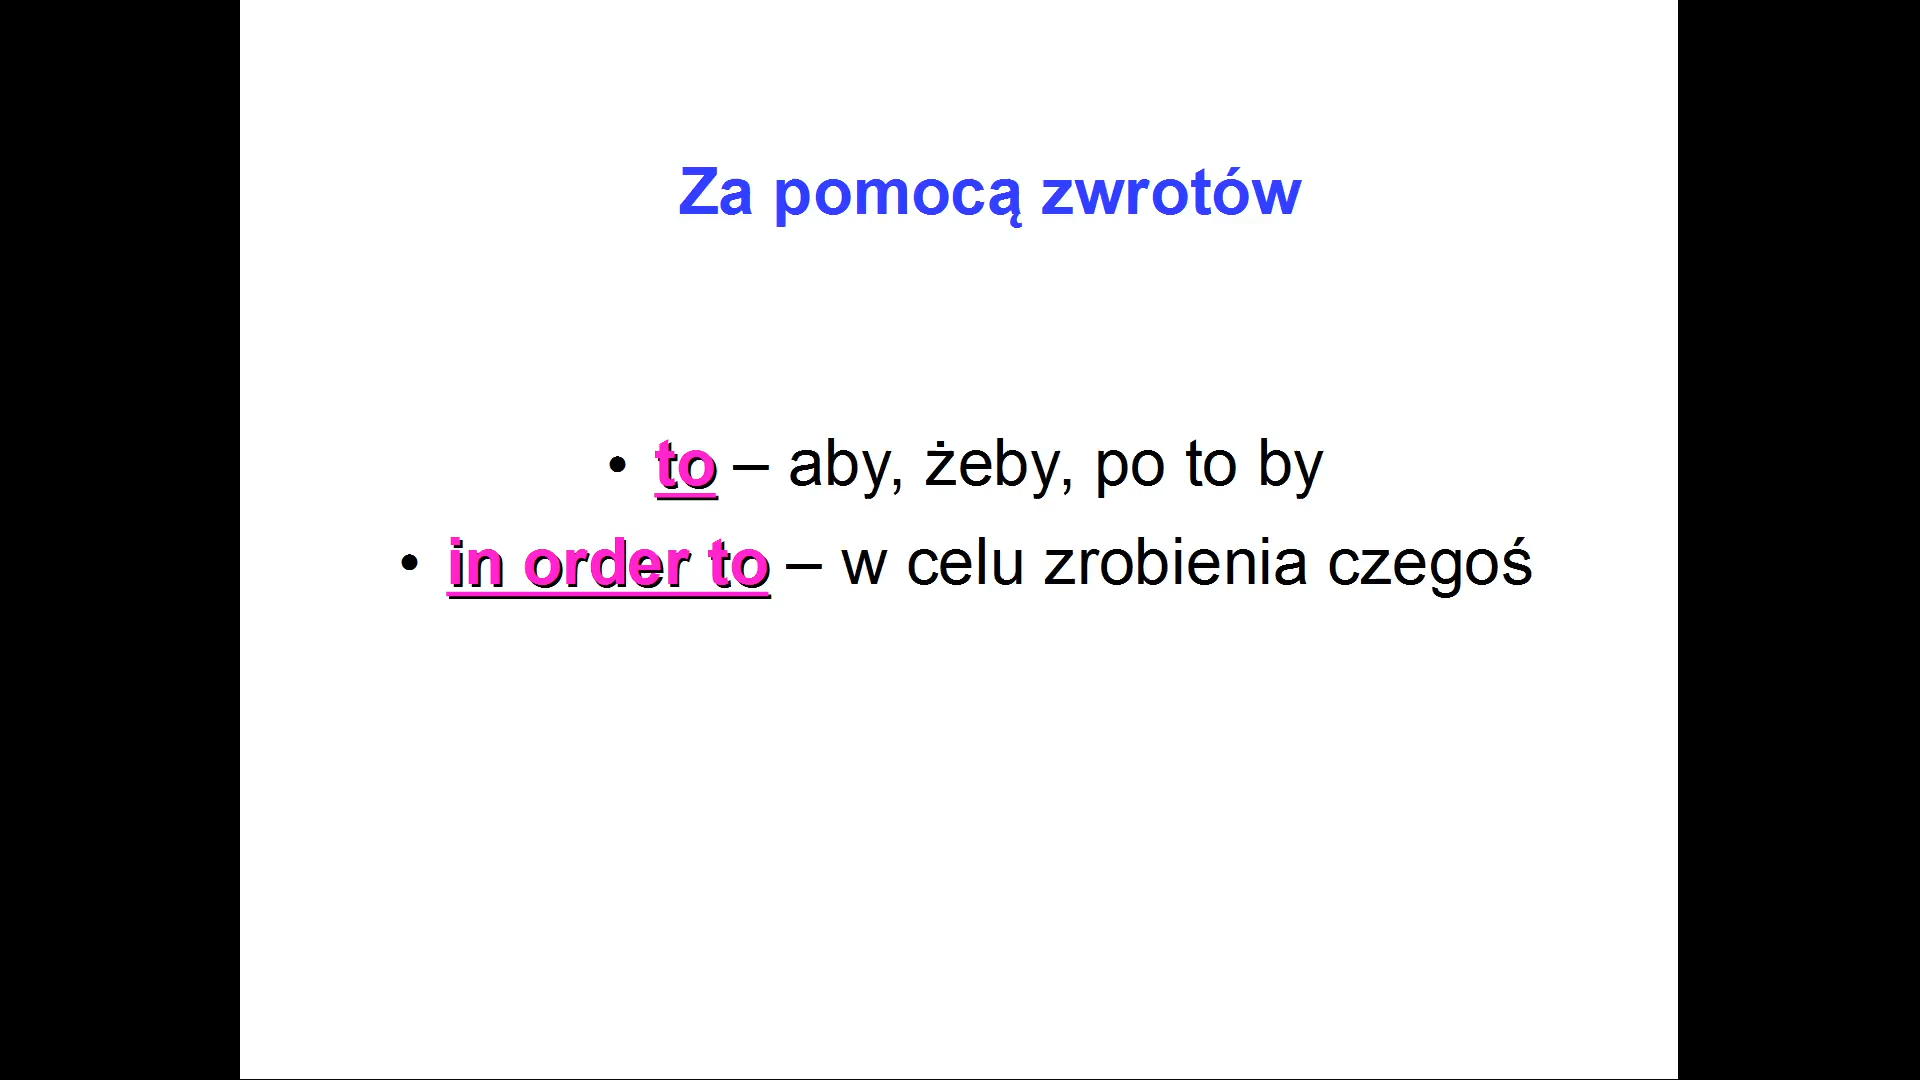 Za pomocą zwrotów
• to – aby, żeby, po to by
• in order to – w celu zrobienia czegoś